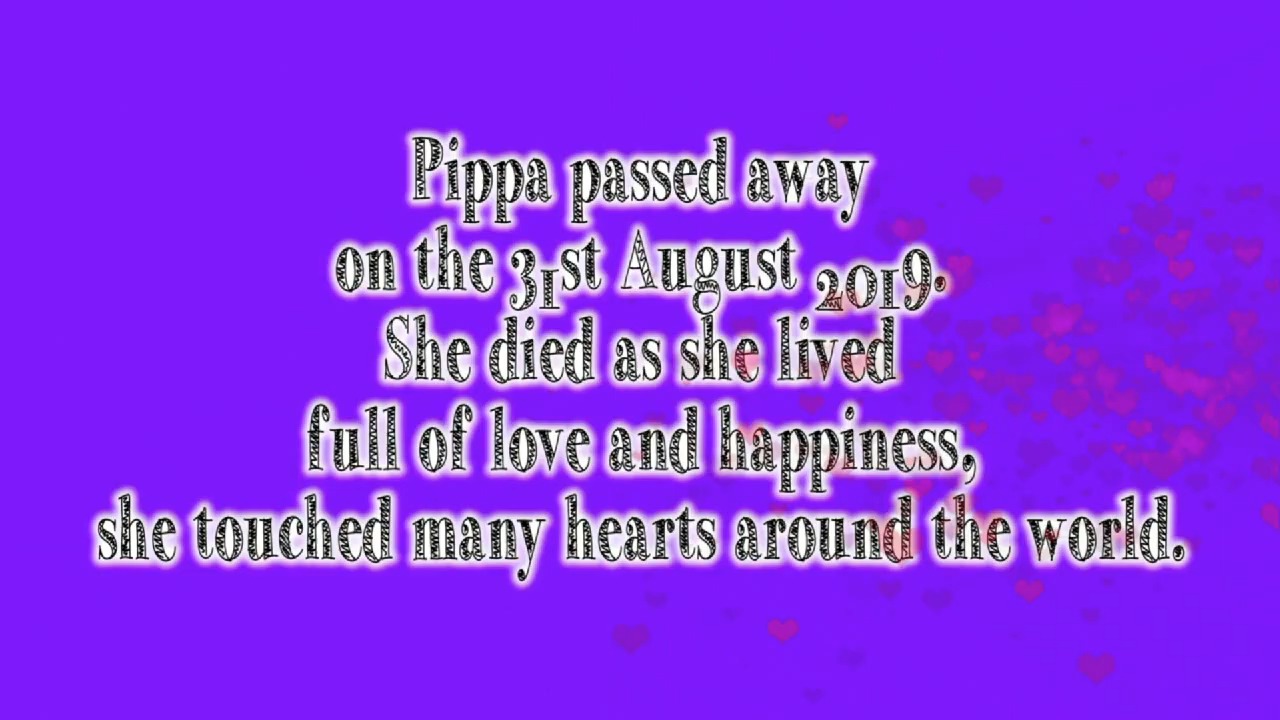 Pippa passed away
on the 31st August 2019.
She died as she lived
full of love and happiness,
she touched many hearts around the world.